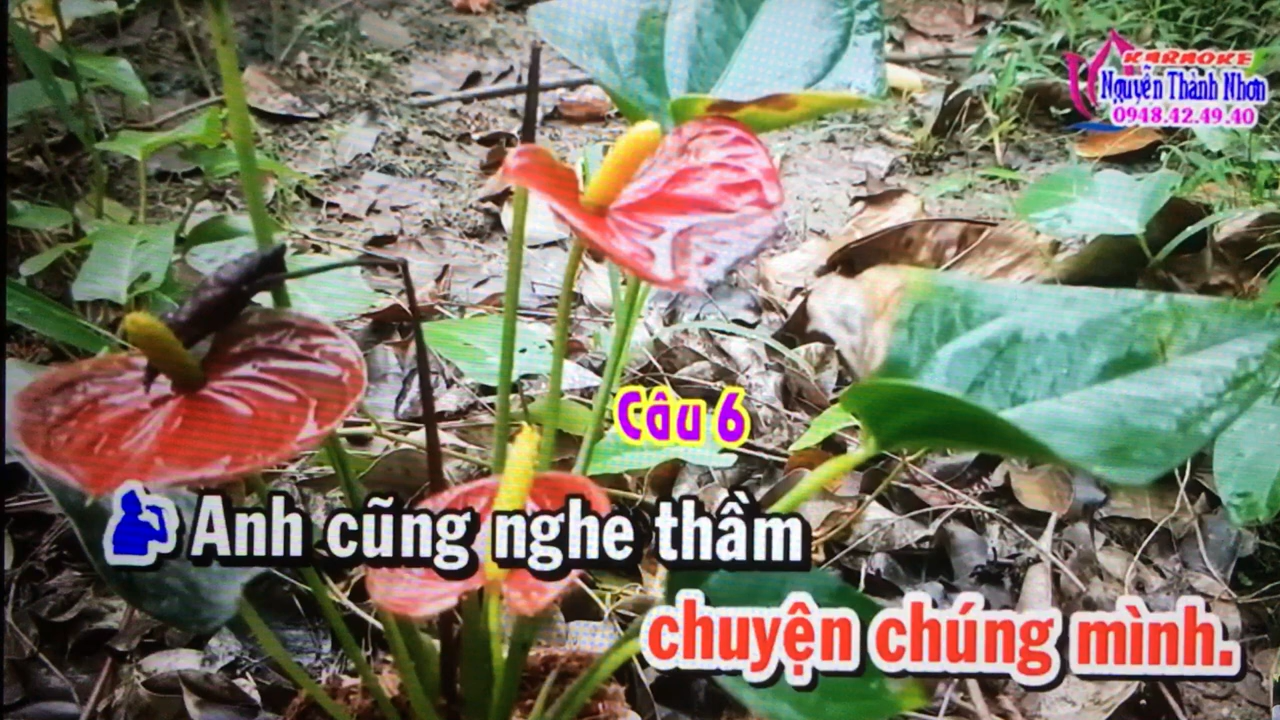 KARAOKE
Nguyễn Thành Nhơn
0948.42.49.40
Câu 6
Anh cũng nghe thầm
chuyện chúng mình.